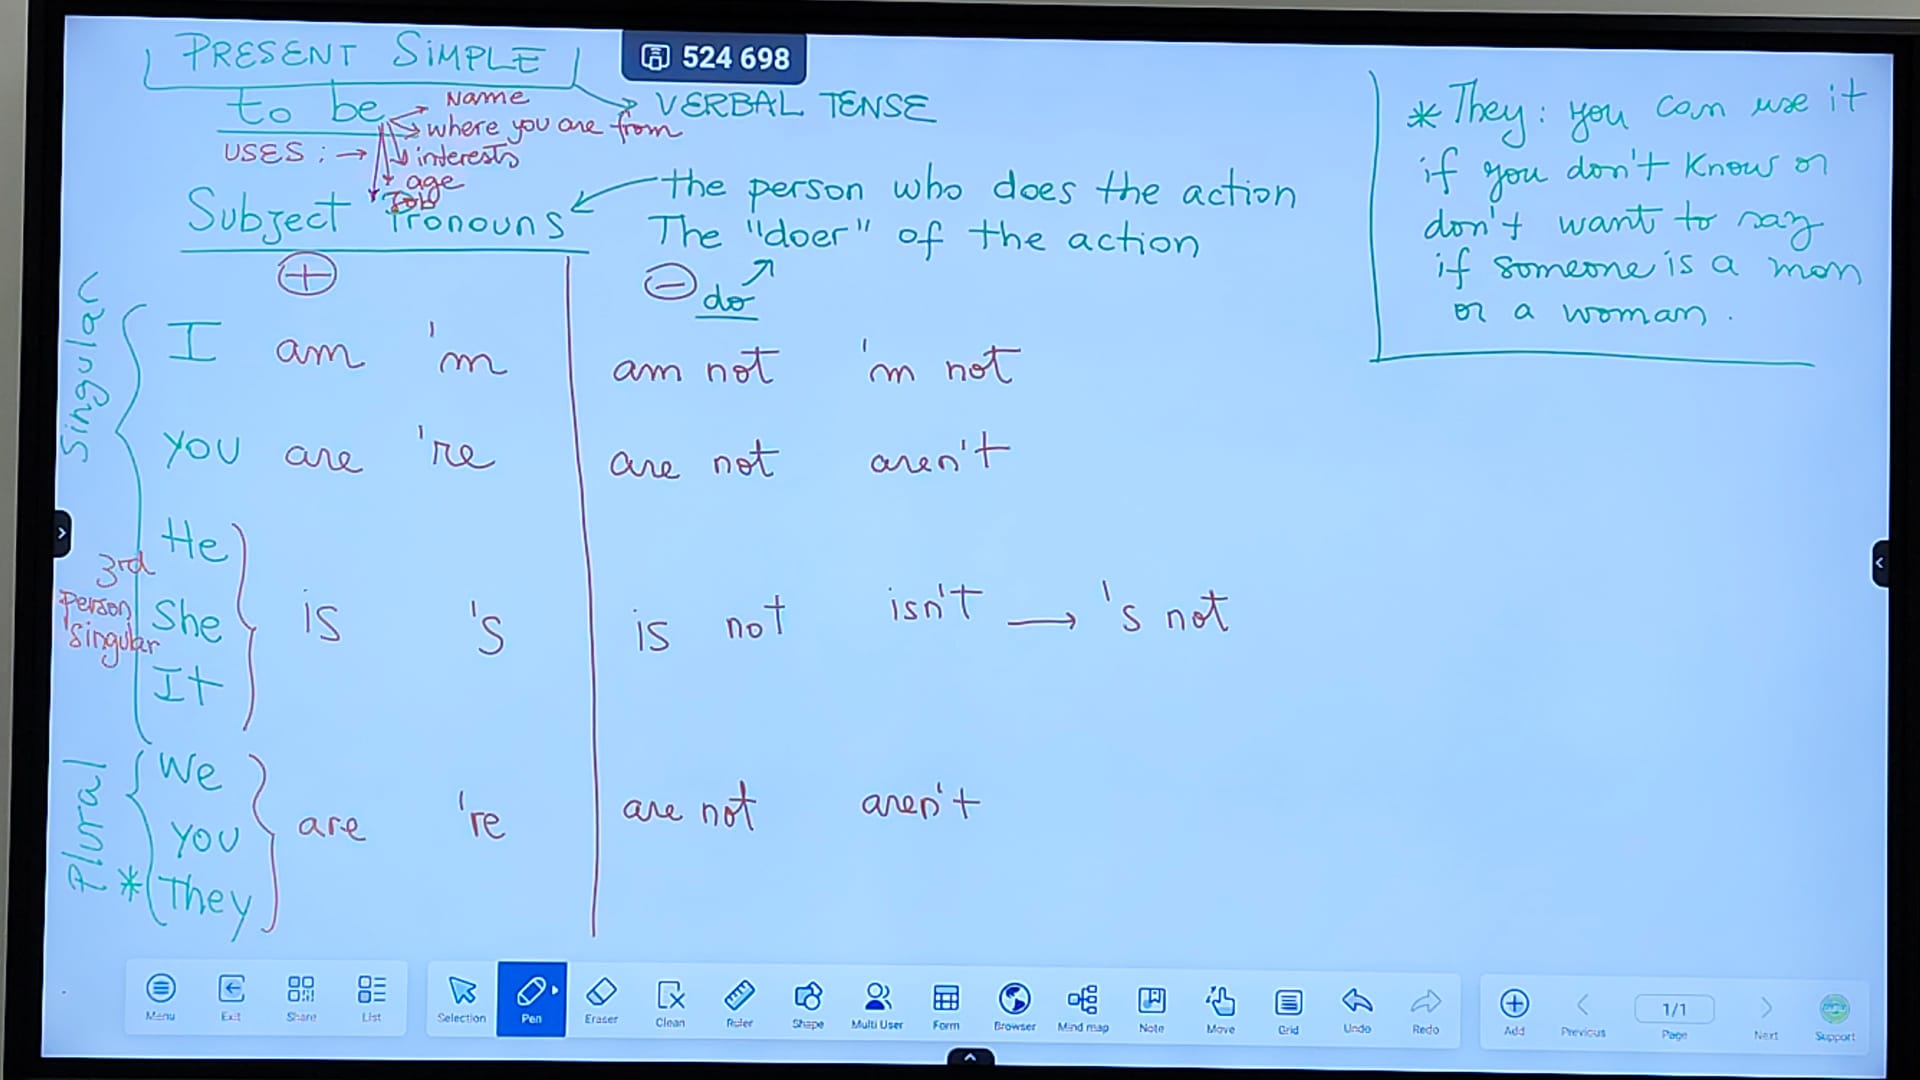 PRESENT SIMPLE
524 698
to be
Name
VERBAL TENSE
where you are from
USES : →
interests
age
Job
Subject Pronouns
the person who does the action
The "doer" of the action
do
+
-
Singular
I am 'm am not 'm not
you are 're are not aren't
He
3rd Person Singular
She is 's is not isn't → 's not
It
Plural
We
you are 're are not aren't
* They
* They: you can use it
if you don't know or
don't want to say
if someone is a man
or a woman.
Menu Exit Share List Selection Pen Eraser Clean Ruler Shape Multi User Form Browser Mind map Note Move Grid Undo Redo Add Previous 1/1 Page Next Support